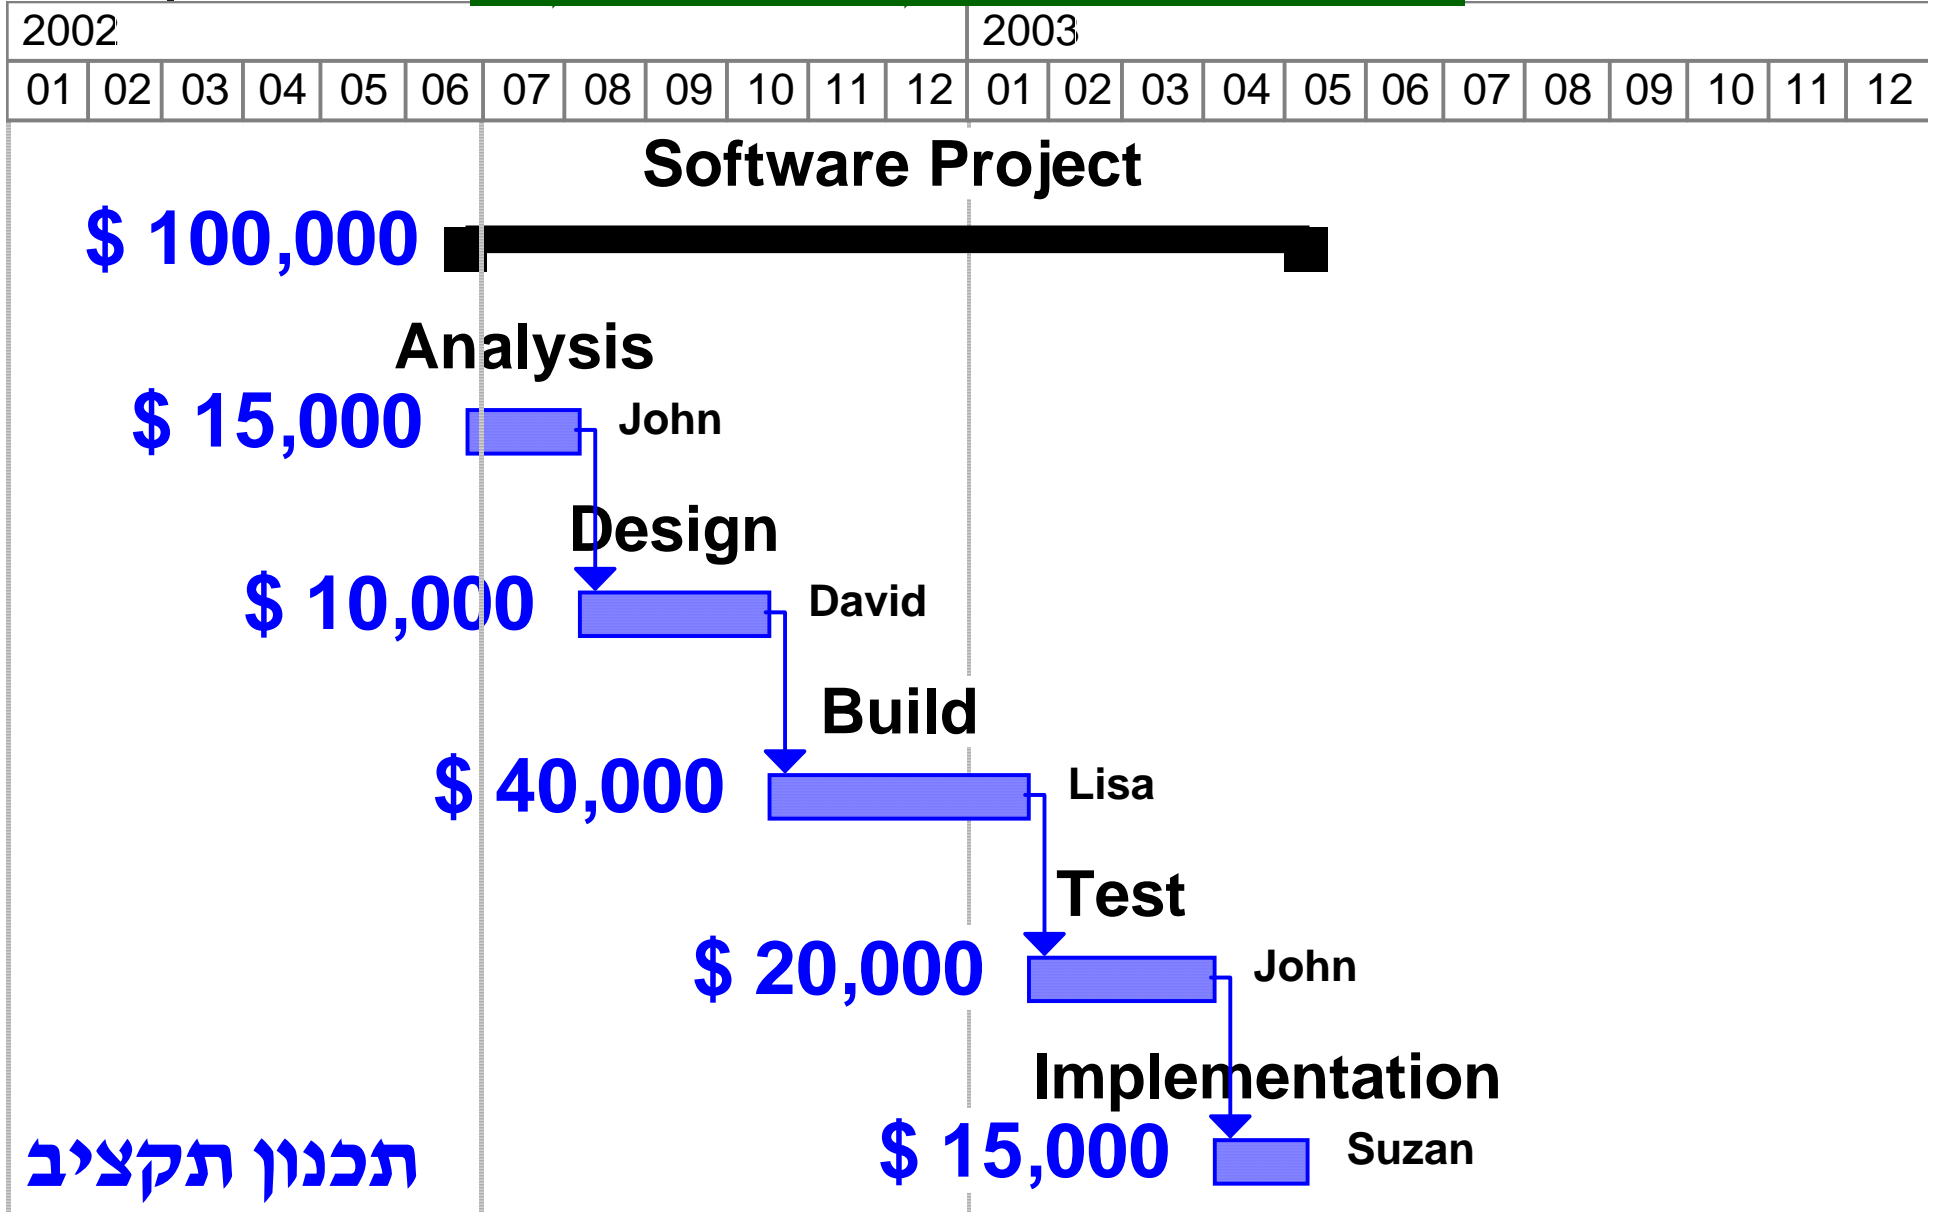 2002 2003
01 02 03 04 05 06 07 08 09 10 11 12 01 02 03 04 05 06 07 08 09 10 11 12
Software Project
$ 100,000
Analysis
$ 15,000 John
Design
$ 10,000 David
Build
$ 40,000 Lisa
Test
$ 20,000 John
Implementation
$ 15,000 Suzan
תכנון תקציב